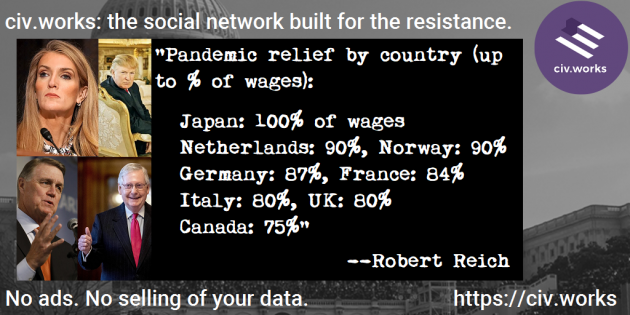 civ.works: the social network built for the resistance.
civ.works
"Pandemic relief by country (up
to % of wages):
Japan: 100% of wages
Netherlands: 90%, Norway: 90%
Germany: 87%, France: 84%
Italy: 80%, UK: 80%
Canada: 75%"
--Robert Reich
No ads. No selling of your data.
https://civ.works